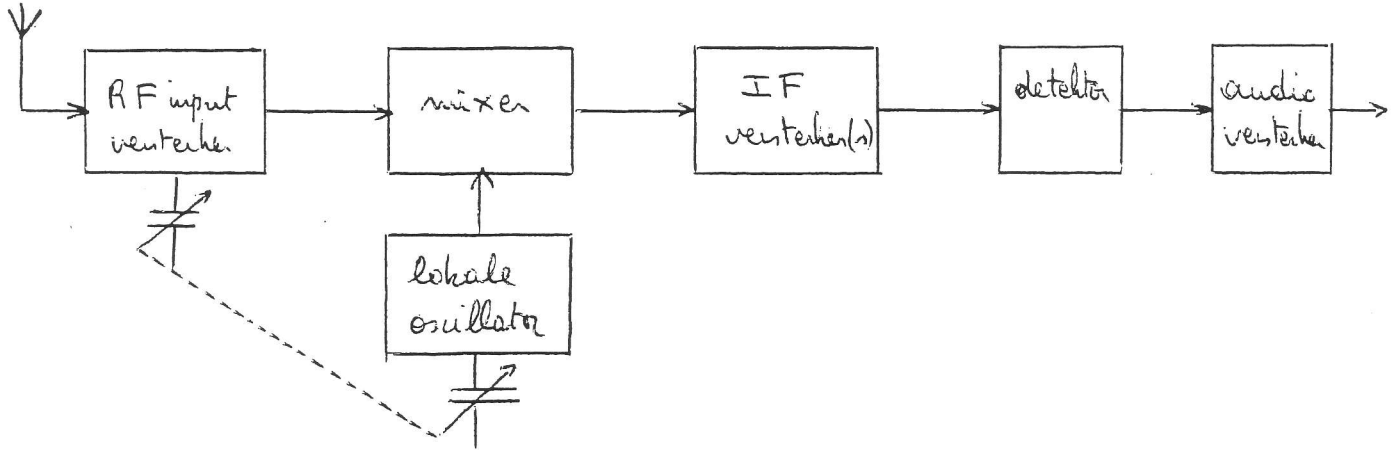 RF input
versterker
mixer
IF
versterker(s)
detektor
audio
versterker
lokale
oscillator